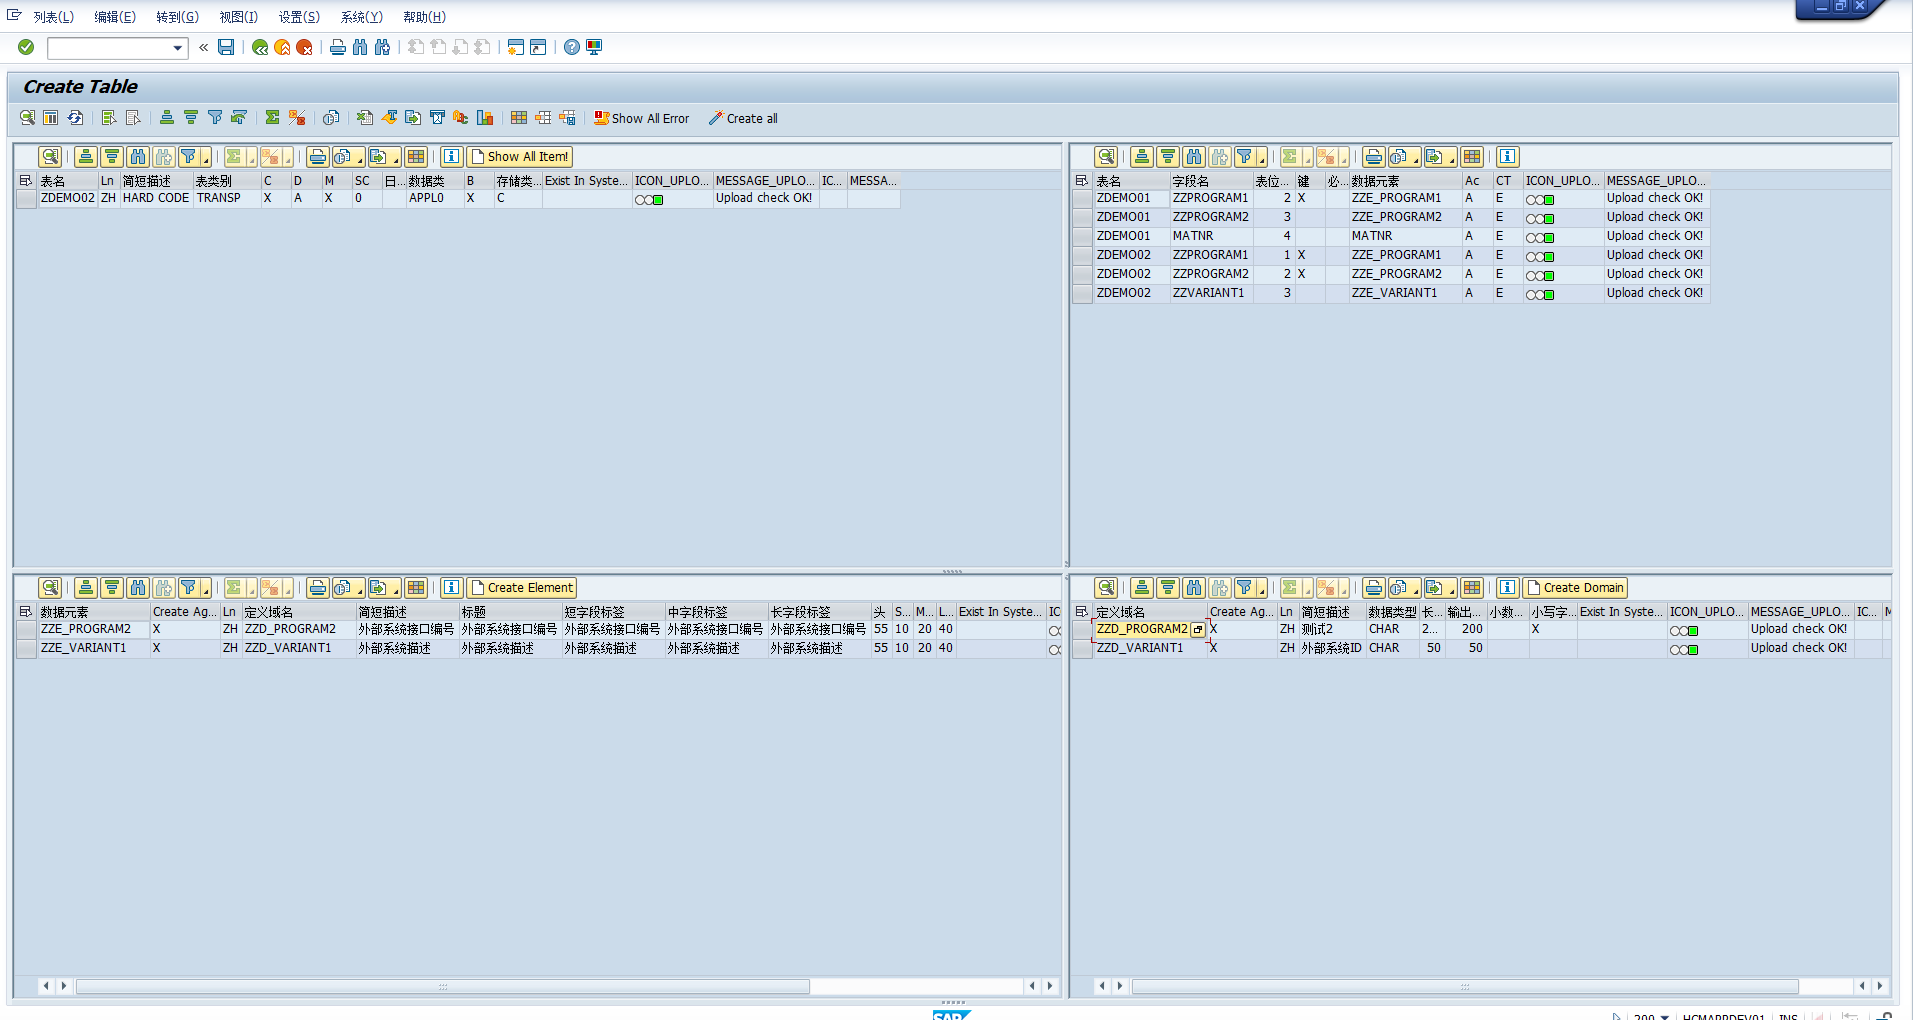 列表(L) 编辑(E) 转到(G) 视图(I) 设置(S) 系统(Y) 帮助(H)
Create Table
Show All Error Create all
Show All Item!
表名 Ln 简短描述 表类别 C D M SC 日... 数据类 B 存储类... Exist In Syste... ICON_UPLO... MESSAGE_UPLO... IC... MESSA...
ZDEMO02 ZH HARD CODE TRANSP X A X 0 APPL0 X C Upload check OK!
表名 字段名 表位... 键 必... 数据元素 Ac CT ICON_UPLO... MESSAGE_UPLO...
ZDEMO01 ZZPROGRAM1 2 X ZZE_PROGRAM1 A E Upload check OK!
ZDEMO01 ZZPROGRAM2 3 ZZE_PROGRAM2 A E Upload check OK!
ZDEMO01 MATNR 4 MATNR A E Upload check OK!
ZDEMO02 ZZPROGRAM1 1 X ZZE_PROGRAM1 A E Upload check OK!
ZDEMO02 ZZPROGRAM2 2 X ZZE_PROGRAM2 A E Upload check OK!
ZDEMO02 ZZVARIANT1 3 ZZE_VARIANT1 A E Upload check OK!
Create Element
数据元素 Create Ag... Ln 定义域名 简短描述 标题 短字段标签 中字段标签 长字段标签 头 S... M... L... Exist In Syste... IC
ZZE_PROGRAM2 X ZH ZZD_PROGRAM2 外部系统接口编号 外部系统接口编号 外部系统接口编号 外部系统接口编号 外部系统接口编号 55 10 20 40
ZZE_VARIANT1 X ZH ZZD_VARIANT1 外部系统描述 外部系统描述 外部系统描述 外部系统描述 外部系统描述 55 10 20 40
Create Domain
定义域名 Create Ag... Ln 简短描述 数据类型 长... 输出... 小数... 小写字... Exist In Syste... ICON_UPLO... MESSAGE_UPLO... IC... M
ZZD_PROGRAM2 X ZH 测试2 CHAR 2... 200 X Upload check OK!
ZZD_VARIANT1 X ZH 外部系统ID CHAR 50 50 Upload check OK!
SAP 200 HCMAPPDEV01 INS